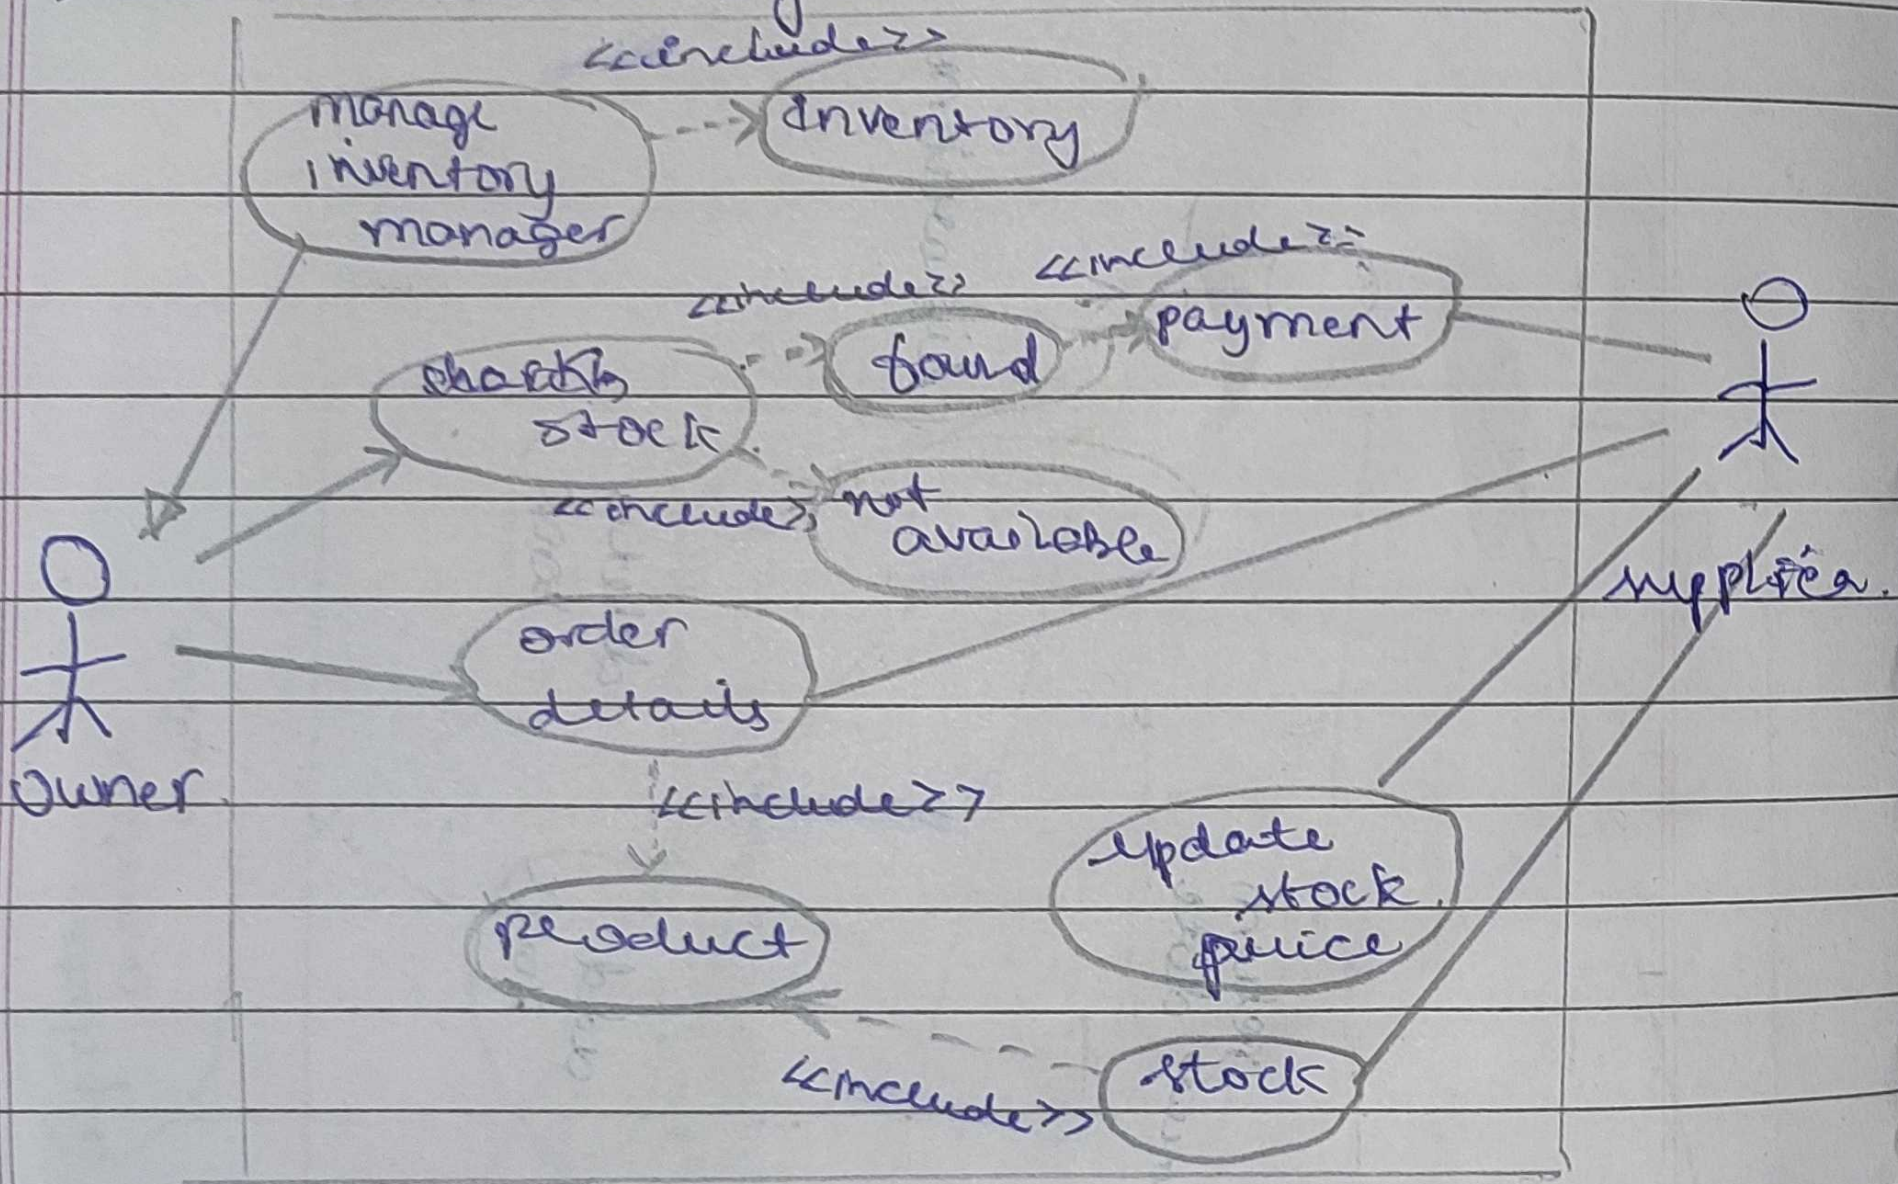 <<include>>
manage
inventory
manager
Inventory
<<include>>
<<include>>
payment
found
stock
<<include>>
not
available
order
details
supplier.
owner.
<<include>>
update
stock
price
product
stock
<<include>>